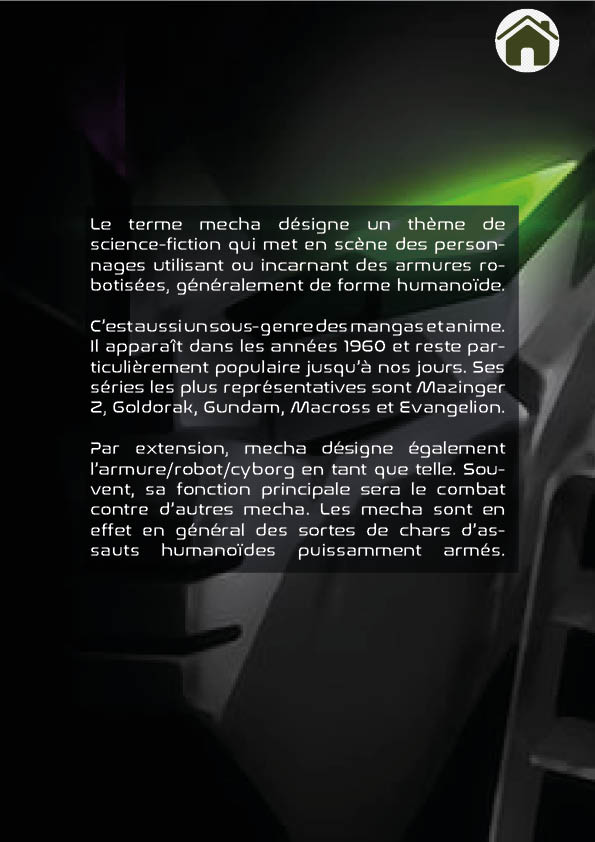 Le terme mecha désigne un thème de
science-fiction qui met en scène des person-
nages utilisant ou incarnant des armures ro-
botisées, généralement de forme humanoïde.
C'est aussi un sous-genre des mangas et anime.
Il apparaît dans les années 1960 et reste par-
ticulièrement populaire jusqu'à nos jours. Ses
séries les plus représentatives sont Mazinger
Z, Goldorak, Gundam, Macross et Evangelion.
Par extension, mecha désigne également
l'armure/robot/cyborg en tant que telle. Sou-
vent, sa fonction principale sera le combat
contre d'autres mecha. Les mecha sont en
effet en général des sortes de chars d'as-
sauts humanoïdes puissamment armés.